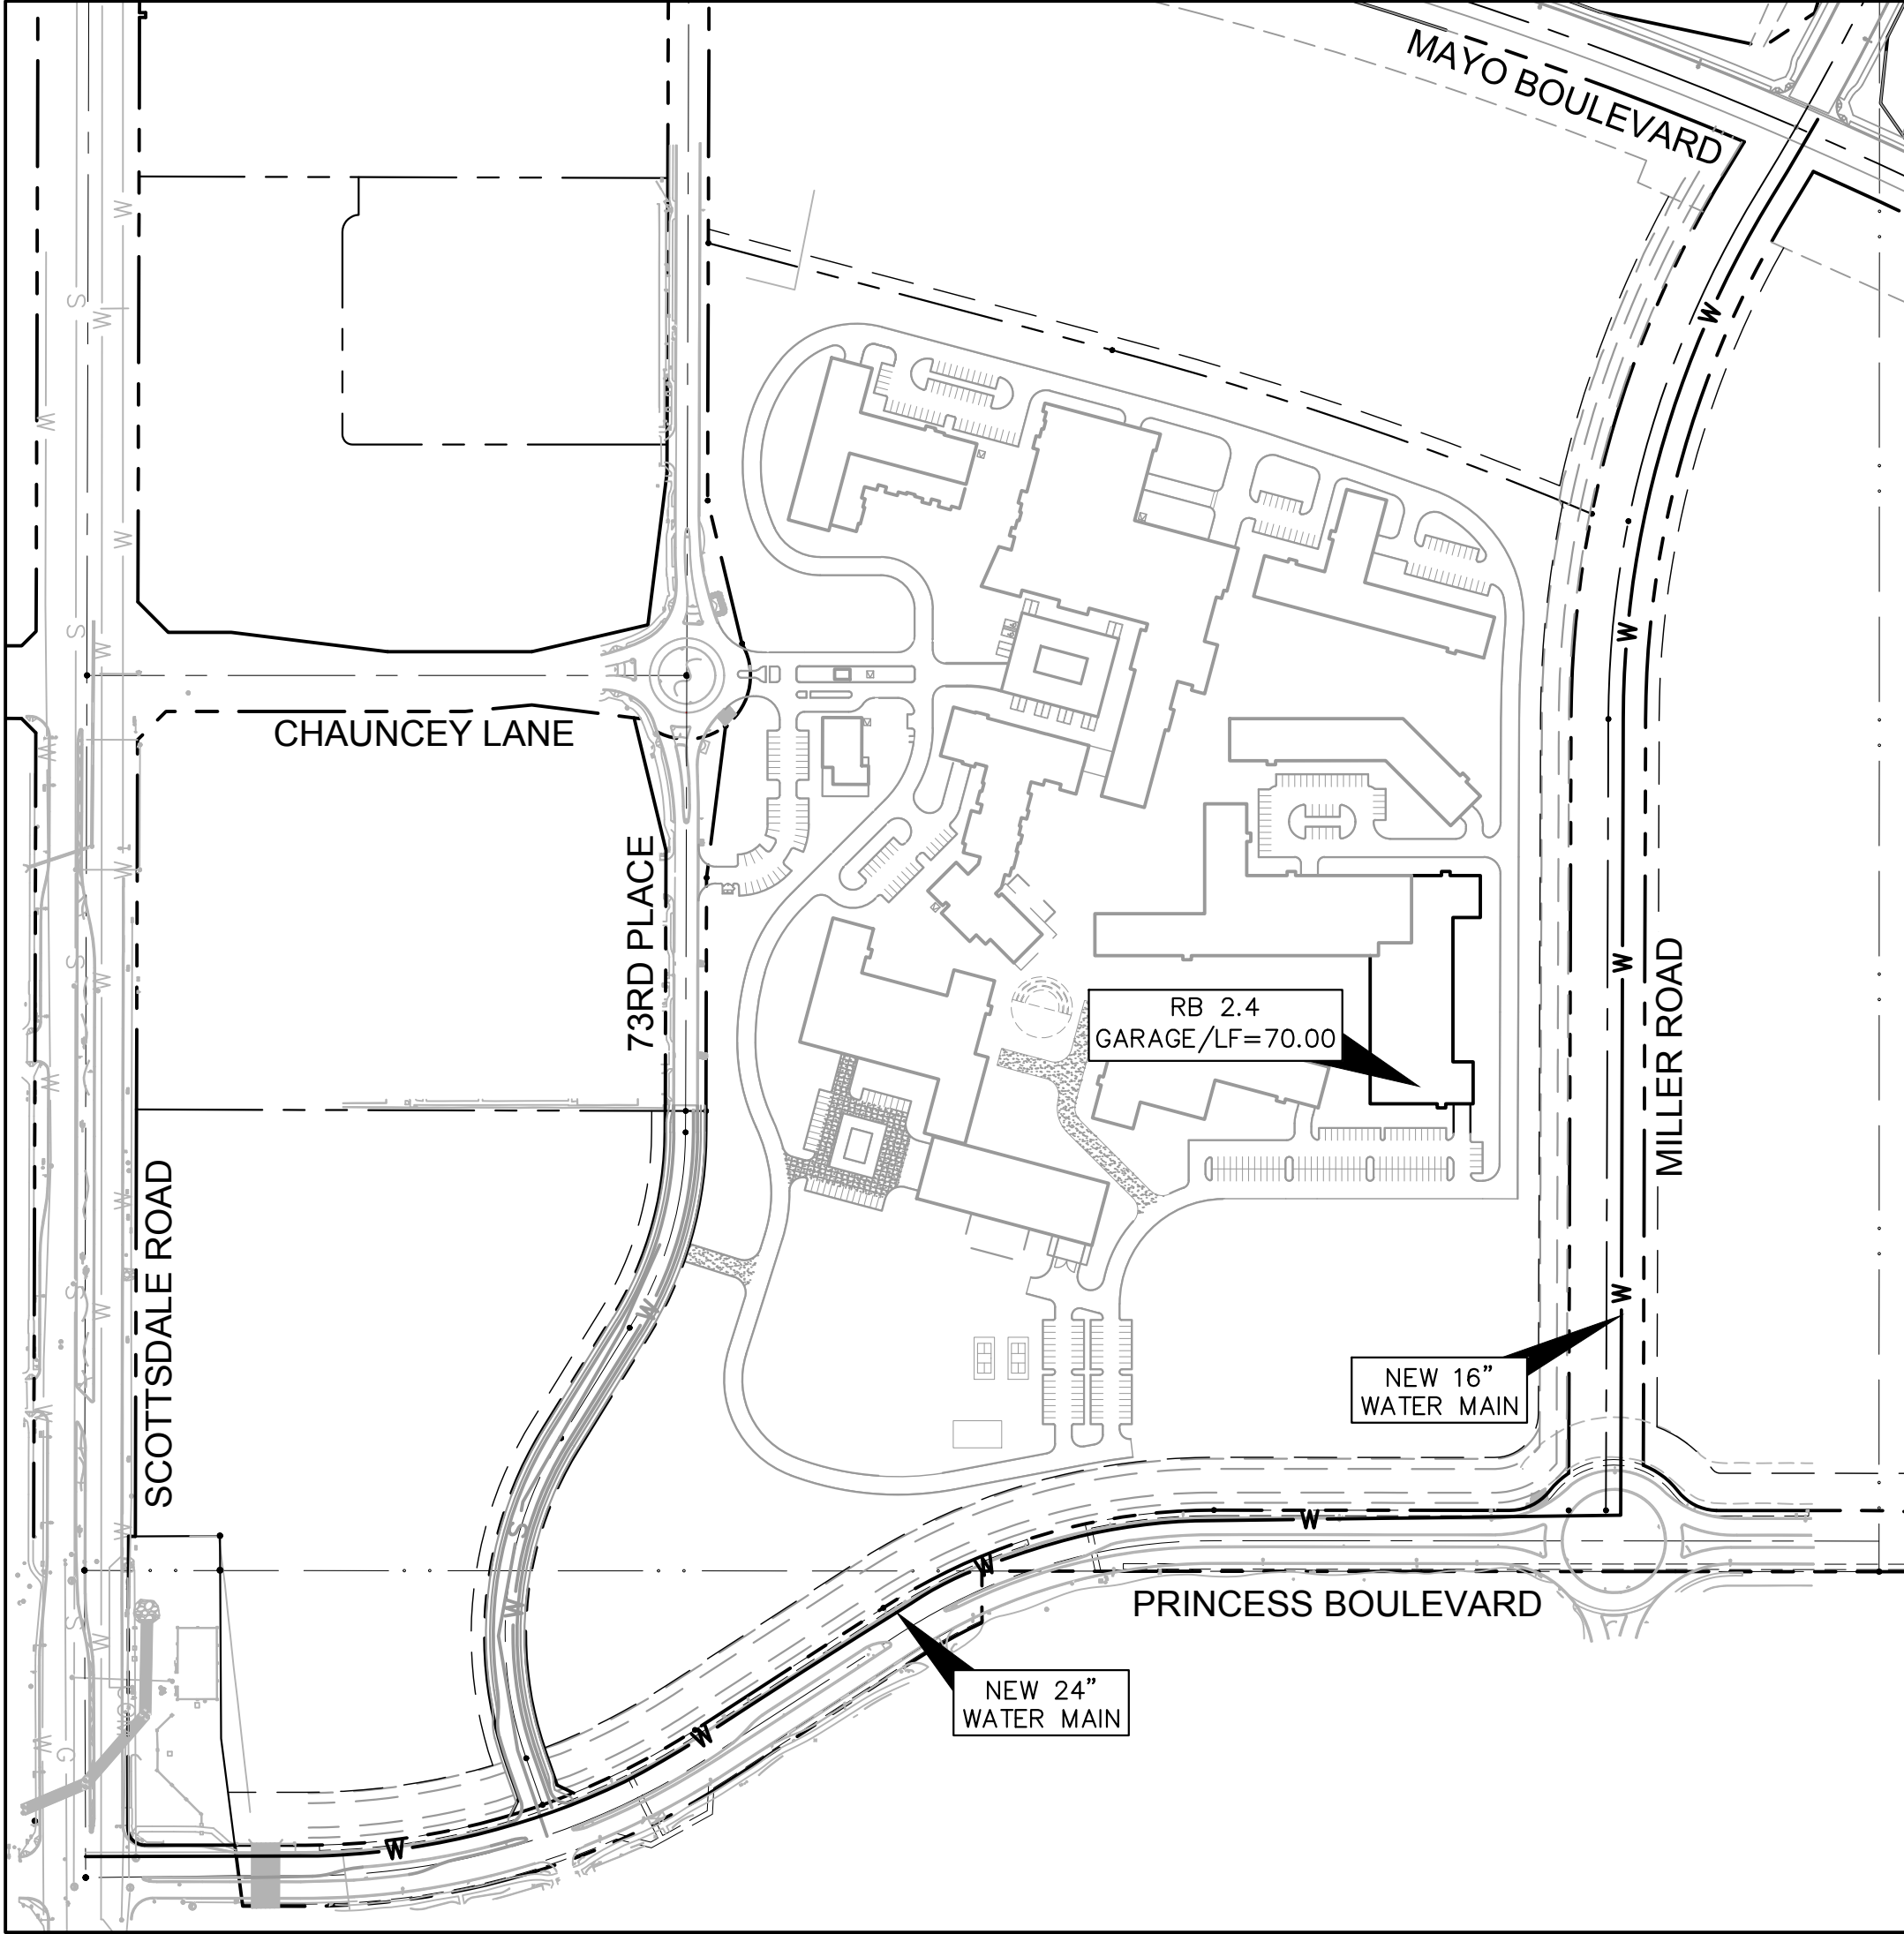 MAYO BOULEVARD
S
W
W
W
W
W
W
S
W
W
W
CHAUNCEY LANE
W
73RD PLACE
S
W
W
RB 2.4
GARAGE/LF=70.00
MILLER ROAD
W
W
SCOTTSDALE ROAD
S
W
W
W
NEW 16"
WATER MAIN
W
W
S
W
W
PRINCESS BOULEVARD
S
W
W
NEW 24"
WATER MAIN
W
G
W
W